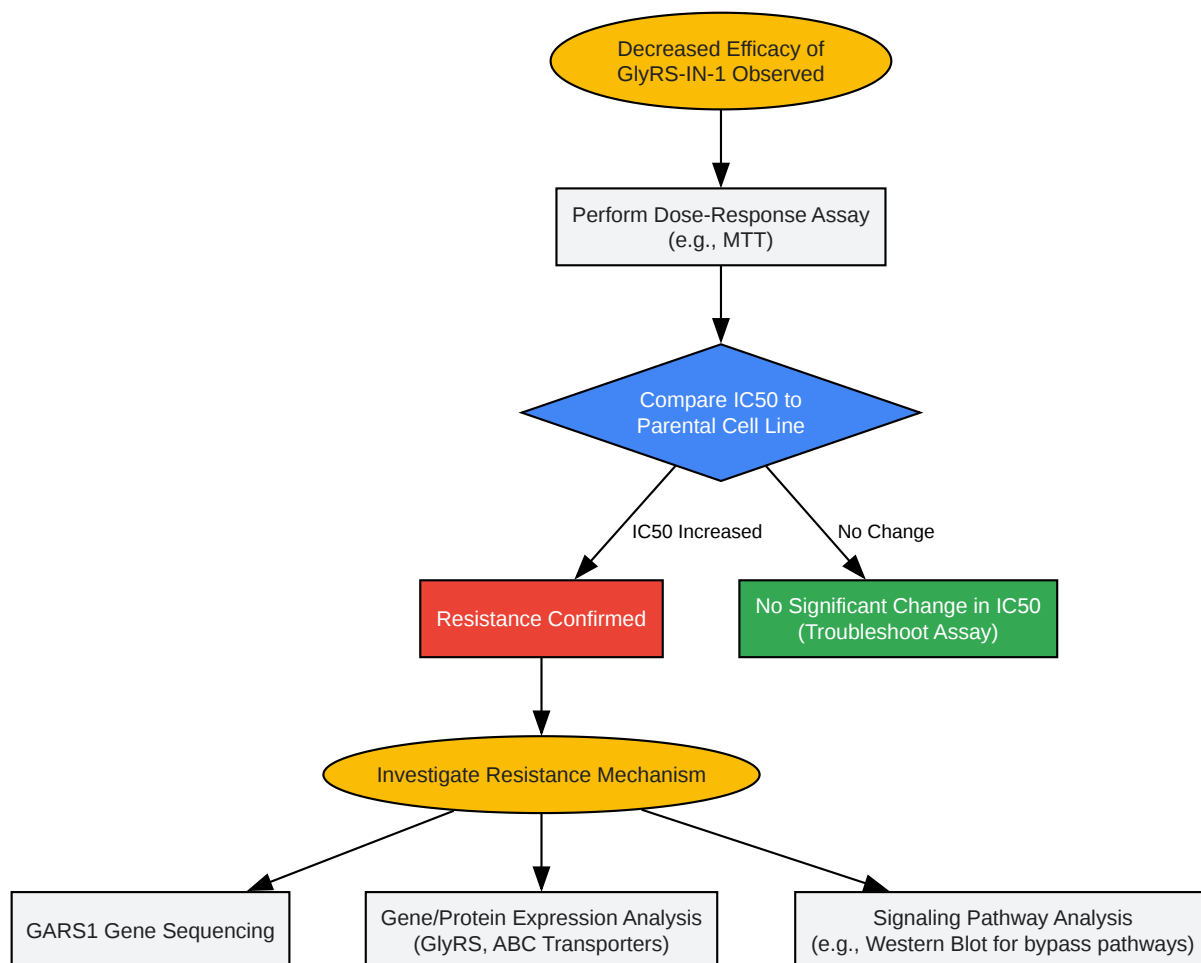 Decreased Efficacy of
GlyRS-IN-1 Observed
Perform Dose-Response Assay
(e.g., MTT)
Compare IC50 to
Parental Cell Line
IC50 Increased
No Change
Resistance Confirmed
No Significant Change in IC50
(Troubleshoot Assay)
Investigate Resistance Mechanism
GARS1 Gene Sequencing
Gene/Protein Expression Analysis
(GlyRS, ABC Transporters)
Signaling Pathway Analysis
(e.g., Western Blot for bypass pathways)